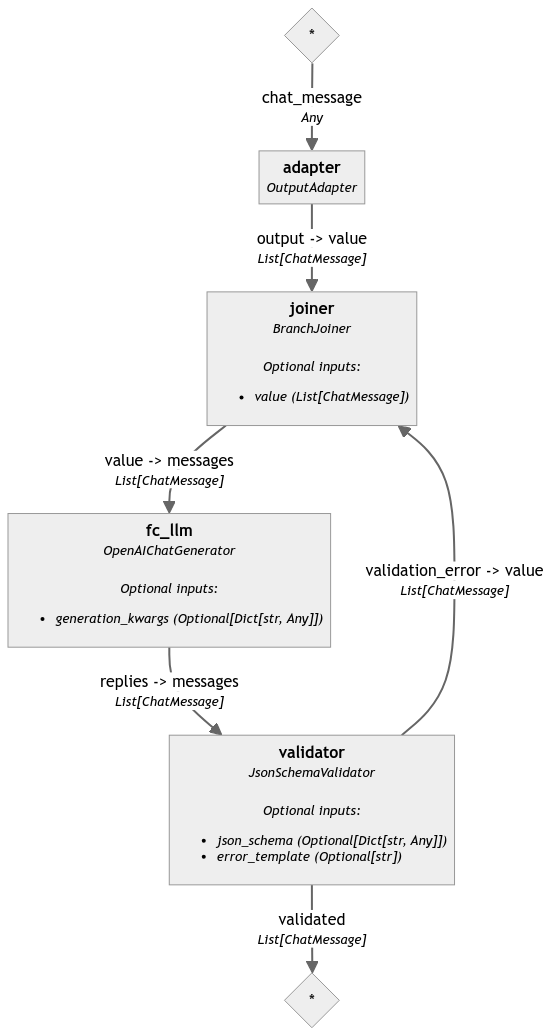 *
chat_message
Any
adapter
OutputAdapter
output -> value
List[ChatMessage]
joiner
BranchJoiner
Optional inputs:
• value (List[ChatMessage])
value -> messages
List[ChatMessage]
fc_llm
OpenAIChatGenerator
Optional inputs:
• generation_kwargs (Optional[Dict[str, Any]])
validation_error -> value
List[ChatMessage]
replies -> messages
List[ChatMessage]
validator
JsonSchemaValidator
Optional inputs:
• json_schema (Optional[Dict[str, Any]])
• error_template (Optional[str])
validated
List[ChatMessage]
*